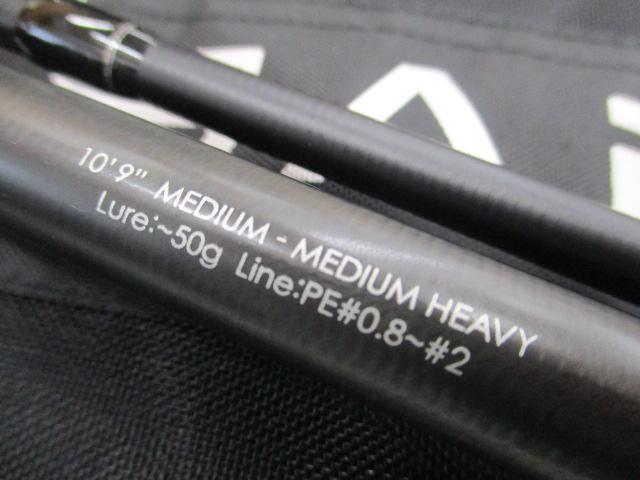 10'9" MEDIUM - MEDIUM HEAVY
Lure:~50g Line:PE#0.8~#2